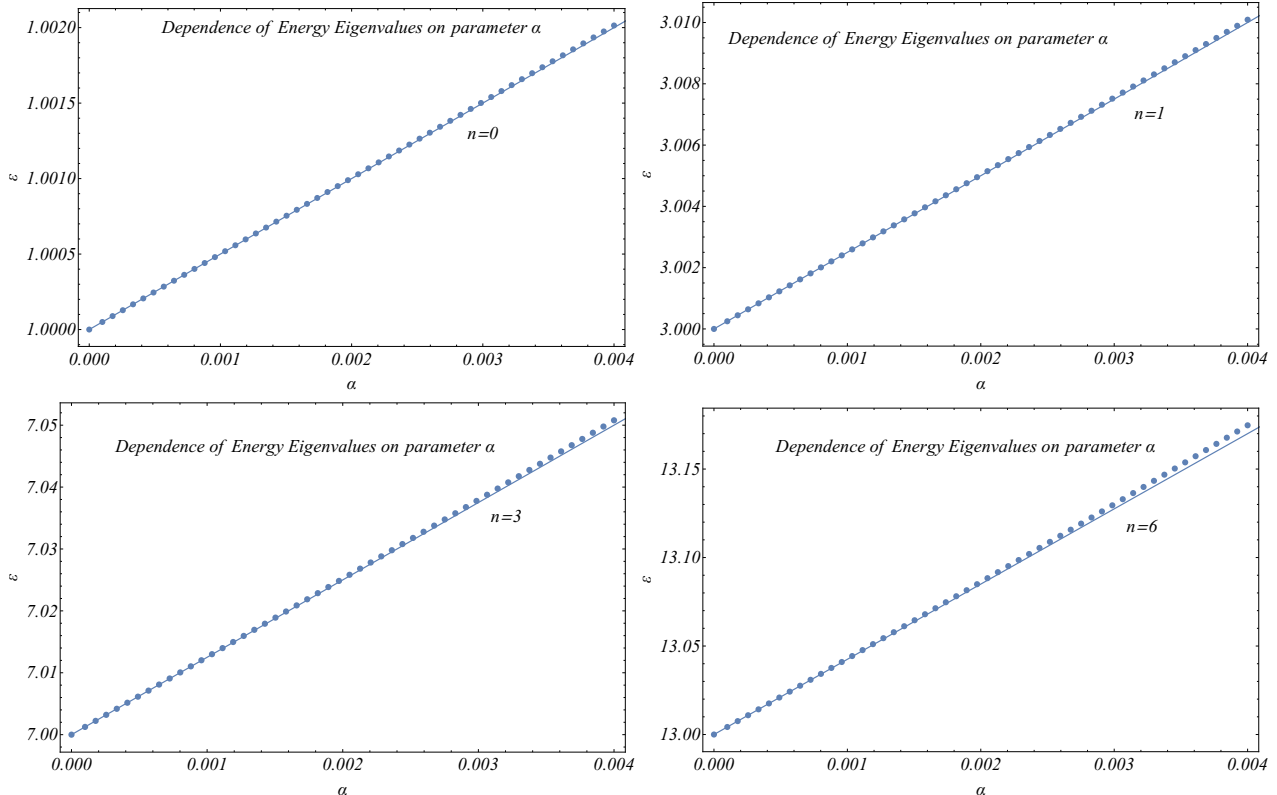 Dependence of Energy Eigenvalues on parameter α
n=0
ε
1.0020
1.0015
1.0010
1.0005
1.0000
0.000 0.001 0.002 0.003 0.004
α
Dependence of Energy Eigenvalues on parameter α
n=1
ε
3.010
3.008
3.006
3.004
3.002
3.000
0.000 0.001 0.002 0.003 0.004
α
Dependence of Energy Eigenvalues on parameter α
n=3
ε
7.05
7.04
7.03
7.02
7.01
7.00
0.000 0.001 0.002 0.003 0.004
α
Dependence of Energy Eigenvalues on parameter α
n=6
ε
13.15
13.10
13.05
13.00
0.000 0.001 0.002 0.003 0.004
α